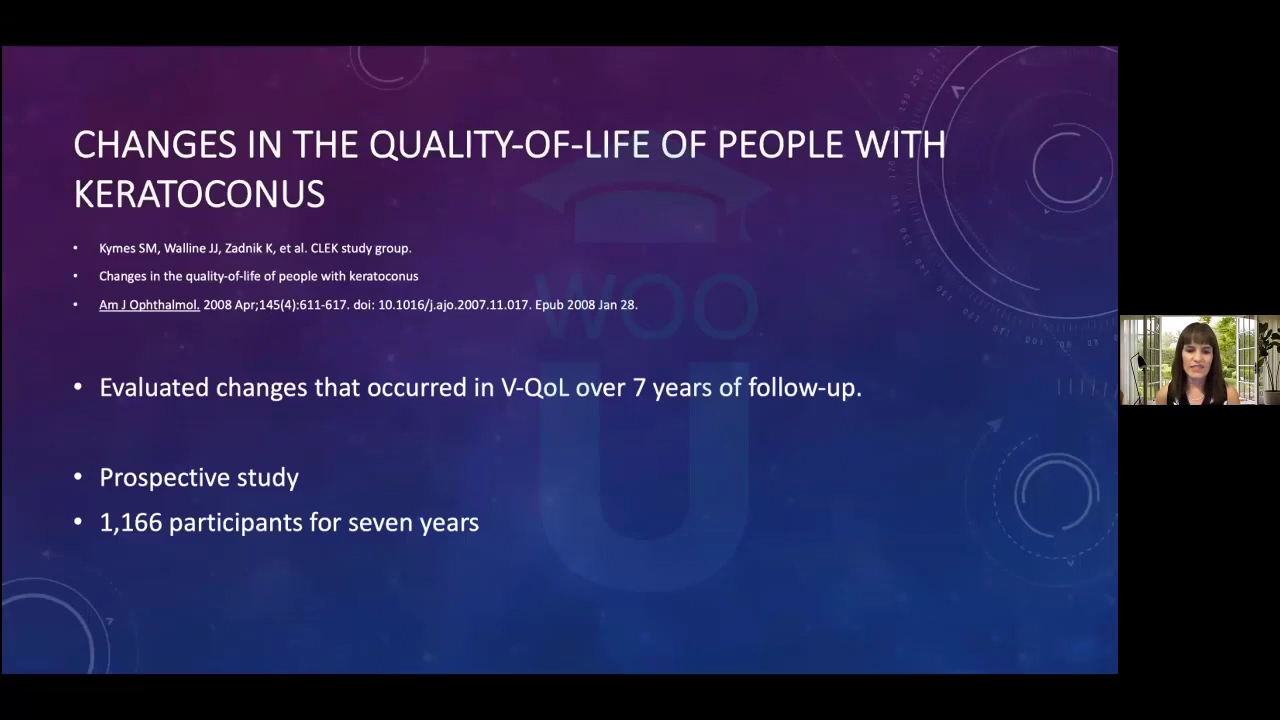 CHANGES IN THE QUALITY-OF-LIFE OF PEOPLE WITH
KERATOCONUS
• Kymes SM, Walline JJ, Zadnik K, et al. CLEK study group.
• Changes in the quality-of-life of people with keratoconus
• Am J Ophthalmol. 2008 Apr;145(4):611-617. doi: 10.1016/j.ajo.2007.11.017. Epub 2008 Jan 28.
WOO
U
• Evaluated changes that occurred in V-QoL over 7 years of follow-up.
• Prospective study
• 1,166 participants for seven years